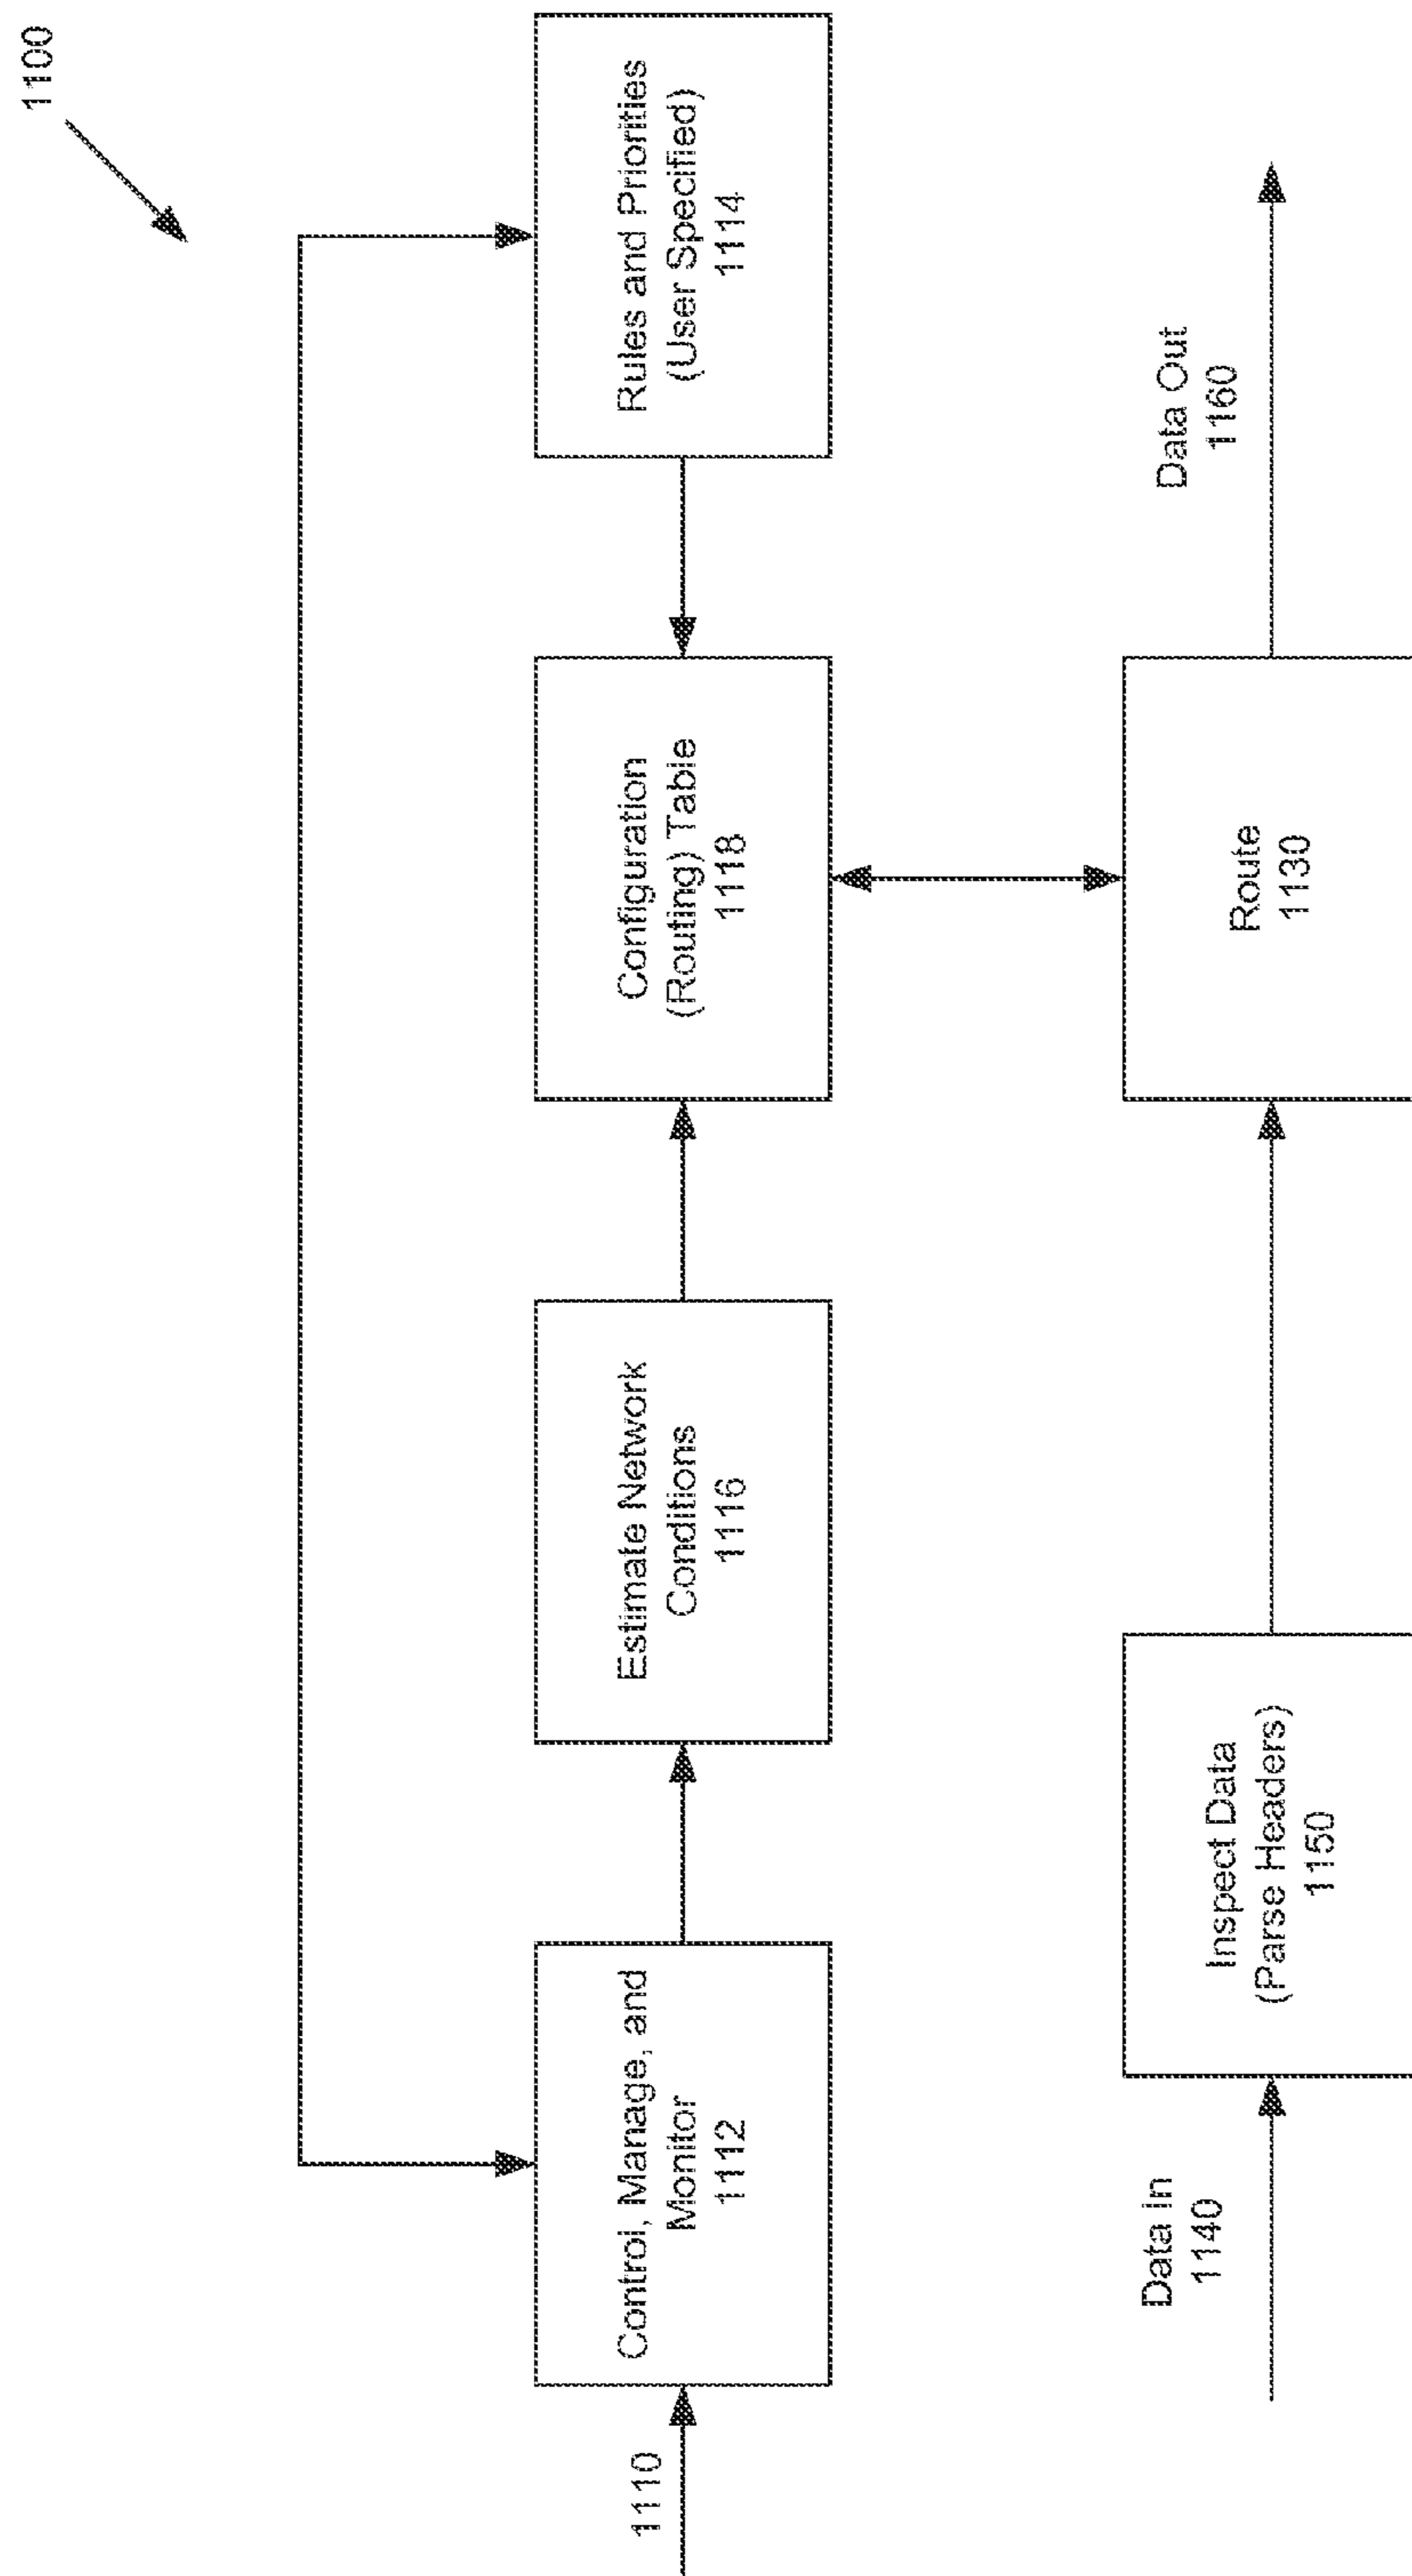 1100
1110
Control, Manage, and
Monitor
1112
Estimate Network
Conditions
1116
Configuration
(Routing) Table
1118
Rules and Priorities
(User Specified)
1114
Data In
1140
Inspect Data
(Parse Headers)
1150
Route
1130
Data Out
1160